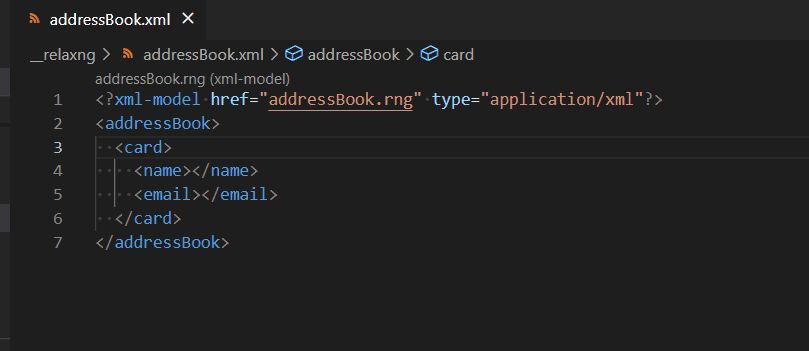 addressBook.xml ×
__relaxng > addressBook.xml > addressBook > card
addressBook.rng (xml-model)
1 <?xml-model href="addressBook.rng" type="application/xml"?>
2 <addressBook>
3 <card>
4 <name></name>
5 <email></email>
6 </card>
7 </addressBook>